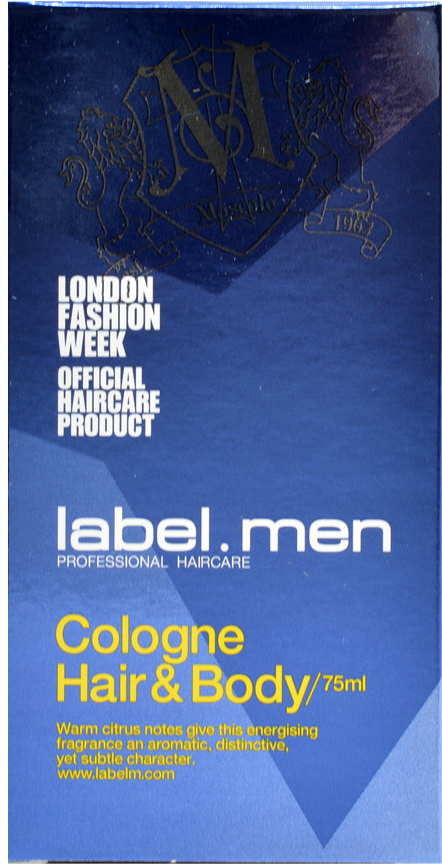 M
Mascolo
Est.
1963
LONDON
FASHION
WEEK
OFFICIAL
HAIRCARE
PRODUCT
label.men
PROFESSIONAL HAIRCARE
Cologne
Hair & Body/75ml
Warm citrus notes give this energising
fragrance an aromatic, distinctive,
yet subtle character.
www.labelm.com